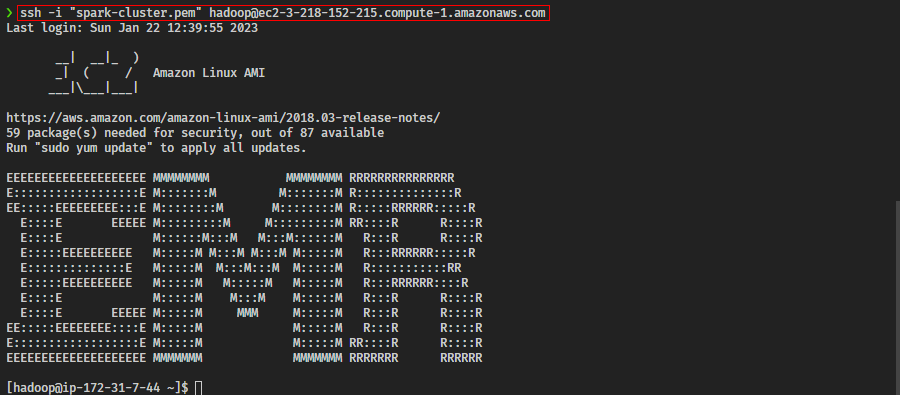 ❯ ssh -i "spark-cluster.pem" hadoop@ec2-3-218-152-215.compute-1.amazonaws.com
Last login: Sun Jan 22 12:39:55 2023

       __|  __|_  )
       _|  (     /   Amazon Linux AMI
      ___|\___|___|

https://aws.amazon.com/amazon-linux-ami/2018.03-release-notes/
59 package(s) needed for security, out of 87 available
Run "sudo yum update" to apply all updates.

EEEEEEEEEEEEEEEEEEEE MMMMMMMM           MMMMMMMM RRRRRRRRRRRRRRR
E::::::::::::::::::E M:::::::M         M:::::::M R::::::::::::::R
EE:::::EEEEEEEEE:::E M::::::::M       M::::::::M R:::::RRRRRR:::::R
  E::::E       EEEEE M:::::::::M     M:::::::::M RR::::R      R::::R
  E::::E             M::::::M:::M   M:::M::::::M   R:::R      R::::R
  E:::::EEEEEEEEEE   M:::::M M:::M M:::M M:::::M   R:::RRRRRR:::::R
  E::::::::::::::E   M:::::M  M:::M:::M  M:::::M   R:::::::::::RR
  E:::::EEEEEEEEEE   M:::::M   M:::::M   M:::::M   R:::RRRRRR::::R
  E::::E             M:::::M    M:::M    M:::::M   R:::R      R::::R
  E::::E       EEEEE M:::::M     MMM     M:::::M   R:::R      R::::R
EE:::::EEEEEEEE::::E M:::::M             M:::::M   R:::R      R::::R
E::::::::::::::::::E M:::::M             M:::::M RR::::R      R::::R
EEEEEEEEEEEEEEEEEEEE MMMMMMM             MMMMMMM RRRRRRR      RRRRRR

[hadoop@ip-172-31-7-44 ~]$